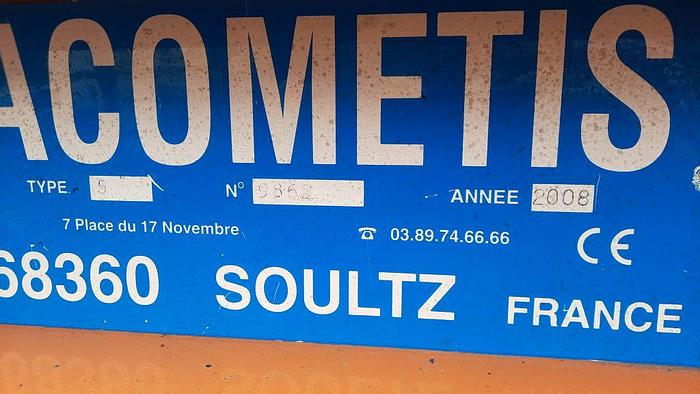 ACOMETIS
TYPE 5 N° 9862 ANNEE 2008
7 Place du 17 Novembre ☎ 03.89.74.66.66 CE
68360 SOULTZ FRANCE